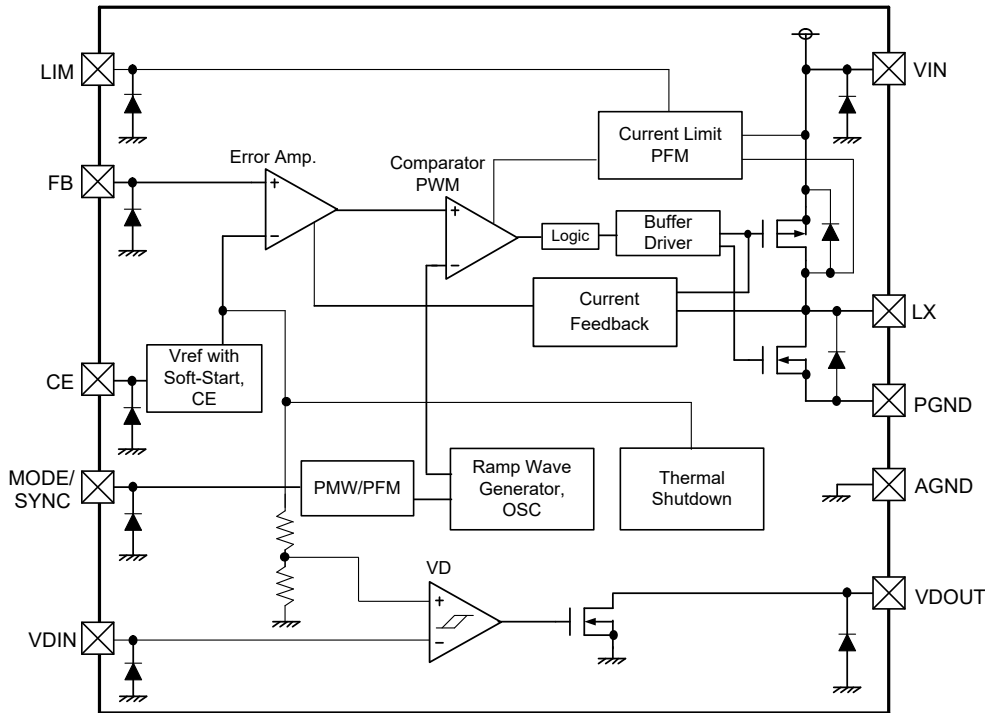 LIM
VIN
Current Limit
PFM
Error Amp.
Comparator
PWM
FB
+
−
+
−
Logic
Buffer
Driver
Current
Feedback
LX
Vref with
Soft-Start,
CE
CE
PGND
MODE/
SYNC
PMW/PFM
Ramp Wave
Generator,
OSC
Thermal
Shutdown
AGND
VD
+
−
VDOUT
VDIN